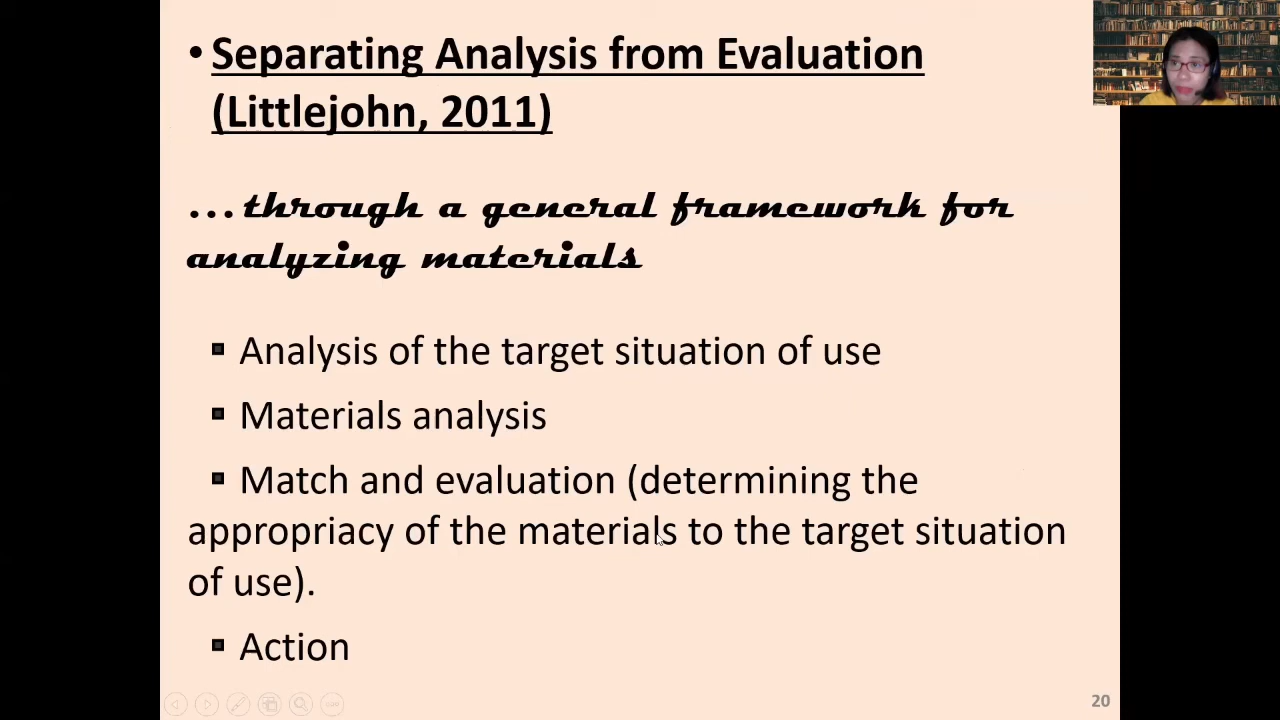 • Separating Analysis from Evaluation
(Littlejohn, 2011)
...through a general framework for
analyzing materials
▪ Analysis of the target situation of use
▪ Materials analysis
▪ Match and evaluation (determining the
appropriacy of the materials to the target situation
of use).
▪ Action
20